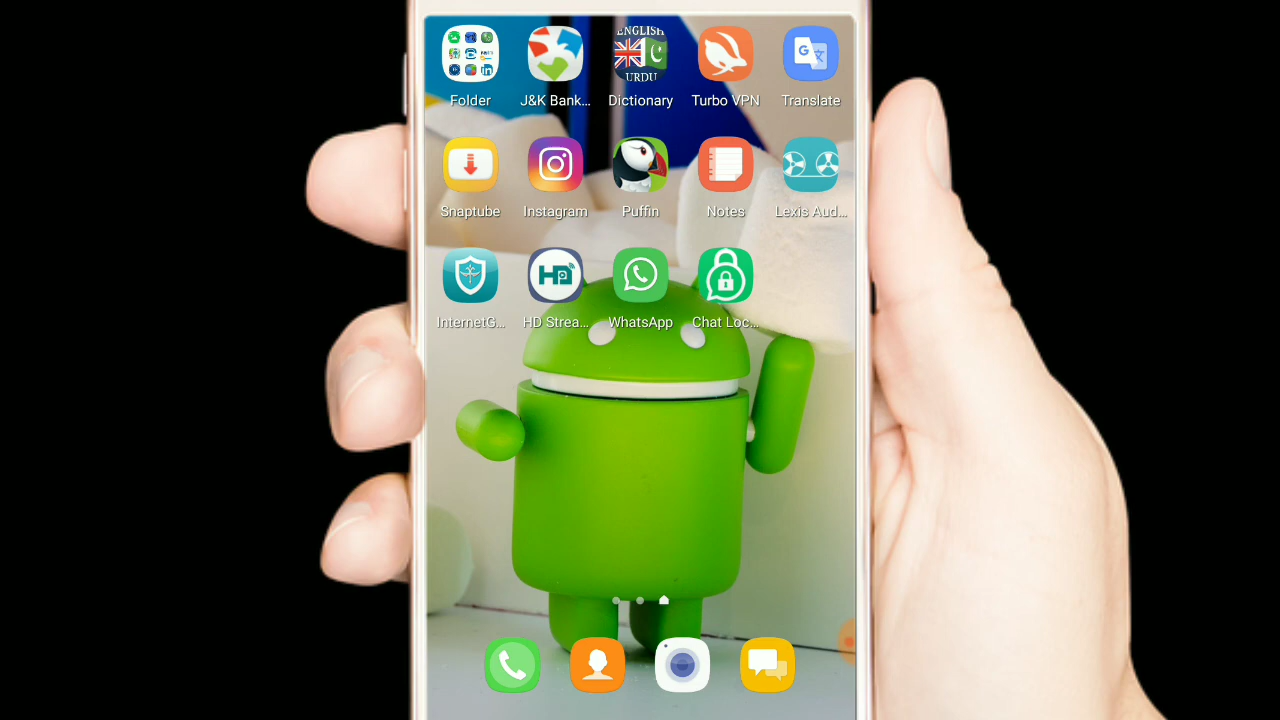 ENGLISH
URDU
Folder
J&K Bank...
Dictionary
Turbo VPN
Translate
Snaptube
Instagram
Puffin
Notes
Lexis Aud...
InternetG...
HD Strea...
WhatsApp
Chat Loc...